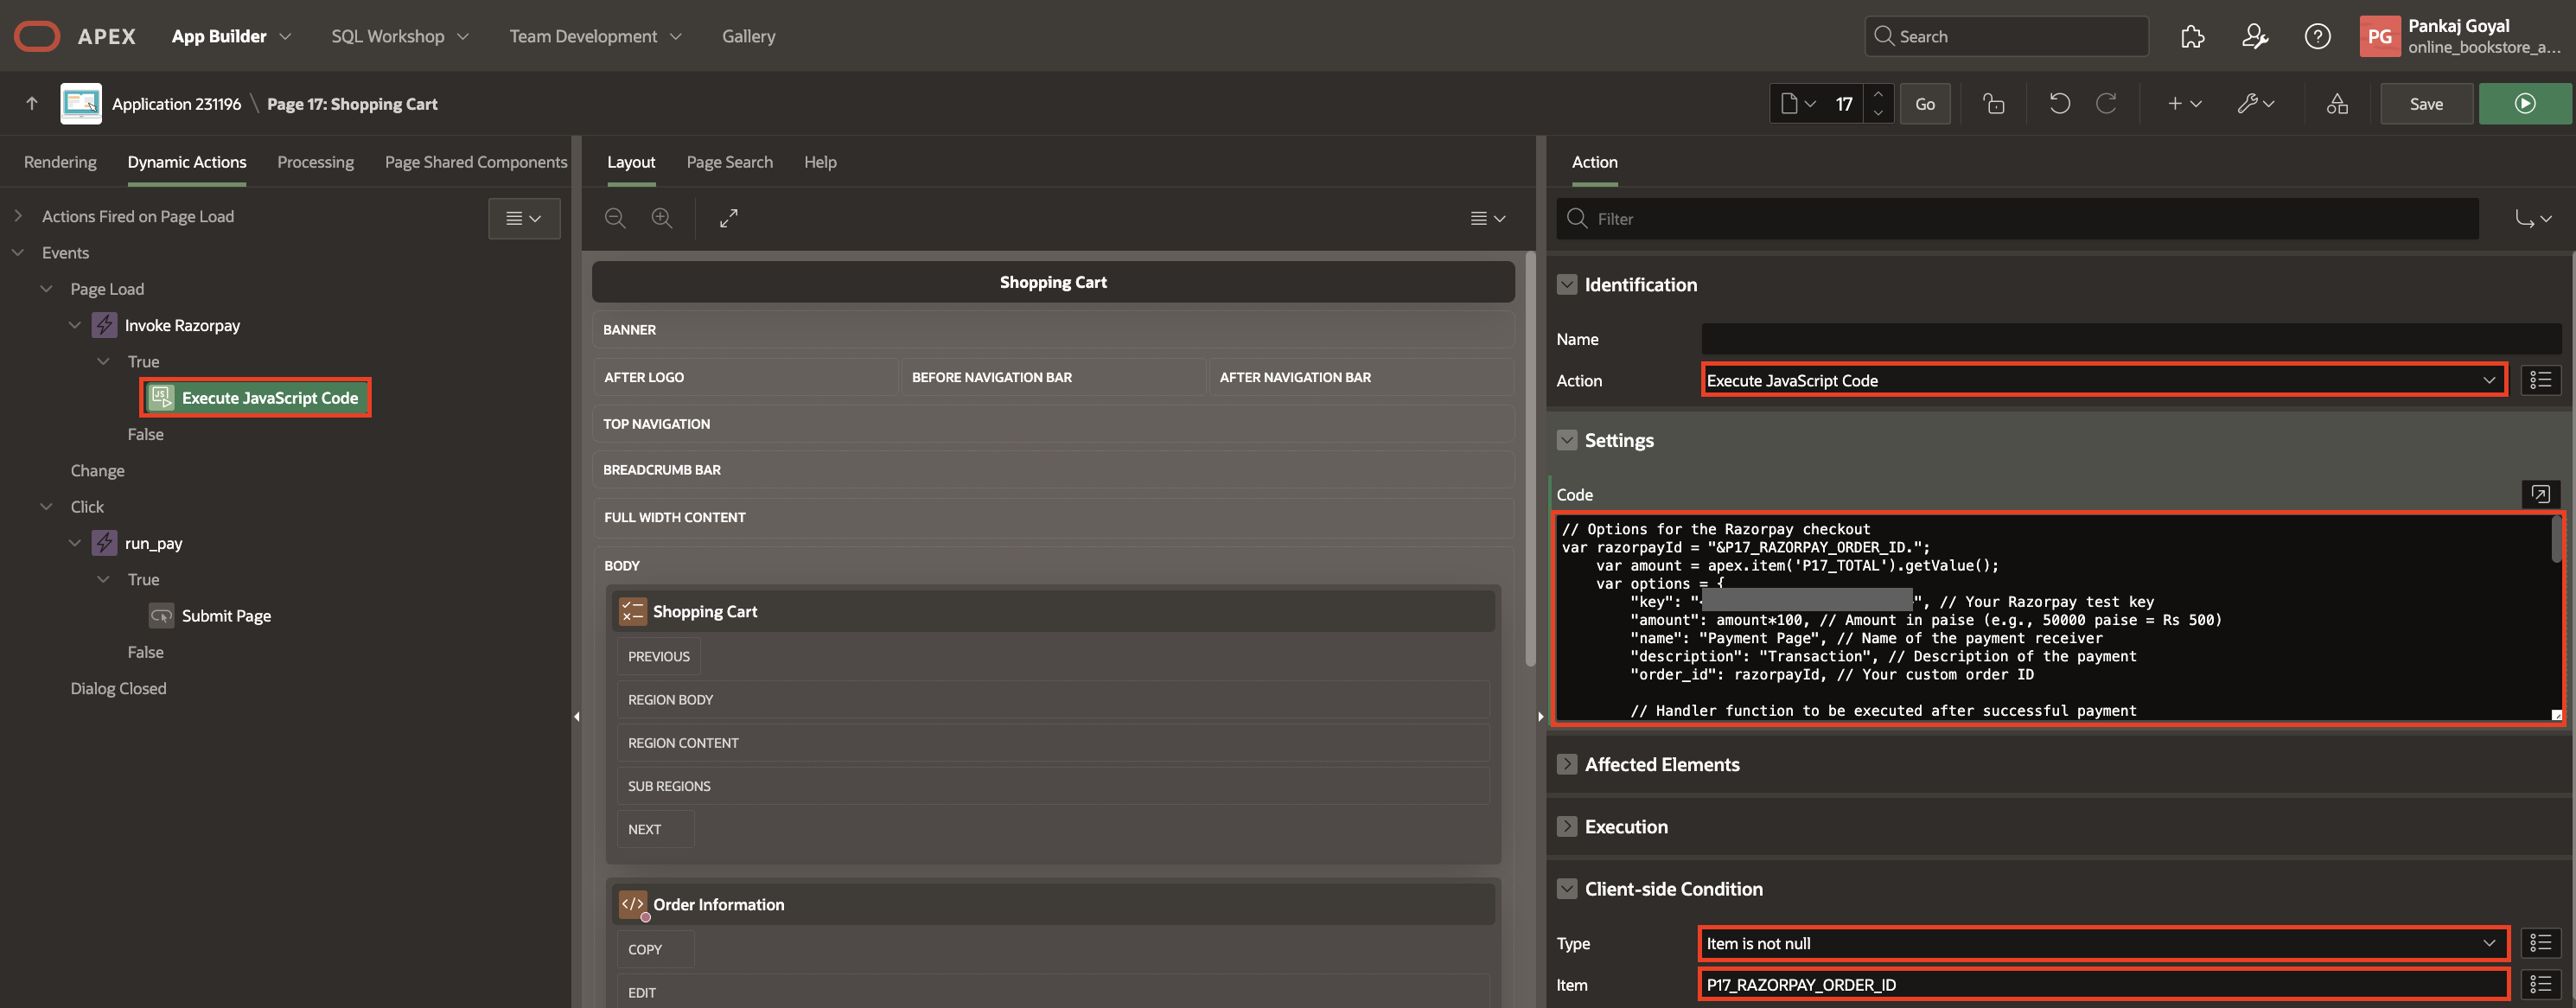 APEX App Builder SQL Workshop Team Development Gallery Search PG Pankaj Goyal
online_bookstore_a...
Application 231196 \ Page 17: Shopping Cart 17 Go Save
Rendering Dynamic Actions Processing Page Shared Components
Actions Fired on Page Load
Events
Page Load
Invoke Razorpay
True
Execute JavaScript Code
False
Change
Click
run_pay
True
Submit Page
False
Dialog Closed
Layout Page Search Help
Shopping Cart
BANNER
AFTER LOGO BEFORE NAVIGATION BAR AFTER NAVIGATION BAR
TOP NAVIGATION
BREADCRUMB BAR
FULL WIDTH CONTENT
BODY
Shopping Cart
PREVIOUS
REGION BODY
REGION CONTENT
SUB REGIONS
NEXT
Order Information
COPY
EDIT
Action
Filter
Identification
Name
Action Execute JavaScript Code
Settings
Code
// Options for the Razorpay checkout
var razorpayId = "&P17_RAZORPAY_ORDER_ID.";
var amount = apex.item('P17_TOTAL').getValue();
var options = {
"key": " ", // Your Razorpay test key
"amount": amount*100, // Amount in paise (e.g., 50000 paise = Rs 500)
"name": "Payment Page", // Name of the payment receiver
"description": "Transaction", // Description of the payment
"order_id": razorpayId, // Your custom order ID
// Handler function to be executed after successful payment
Affected Elements
Execution
Client-side Condition
Type Item is not null
Item P17_RAZORPAY_ORDER_ID